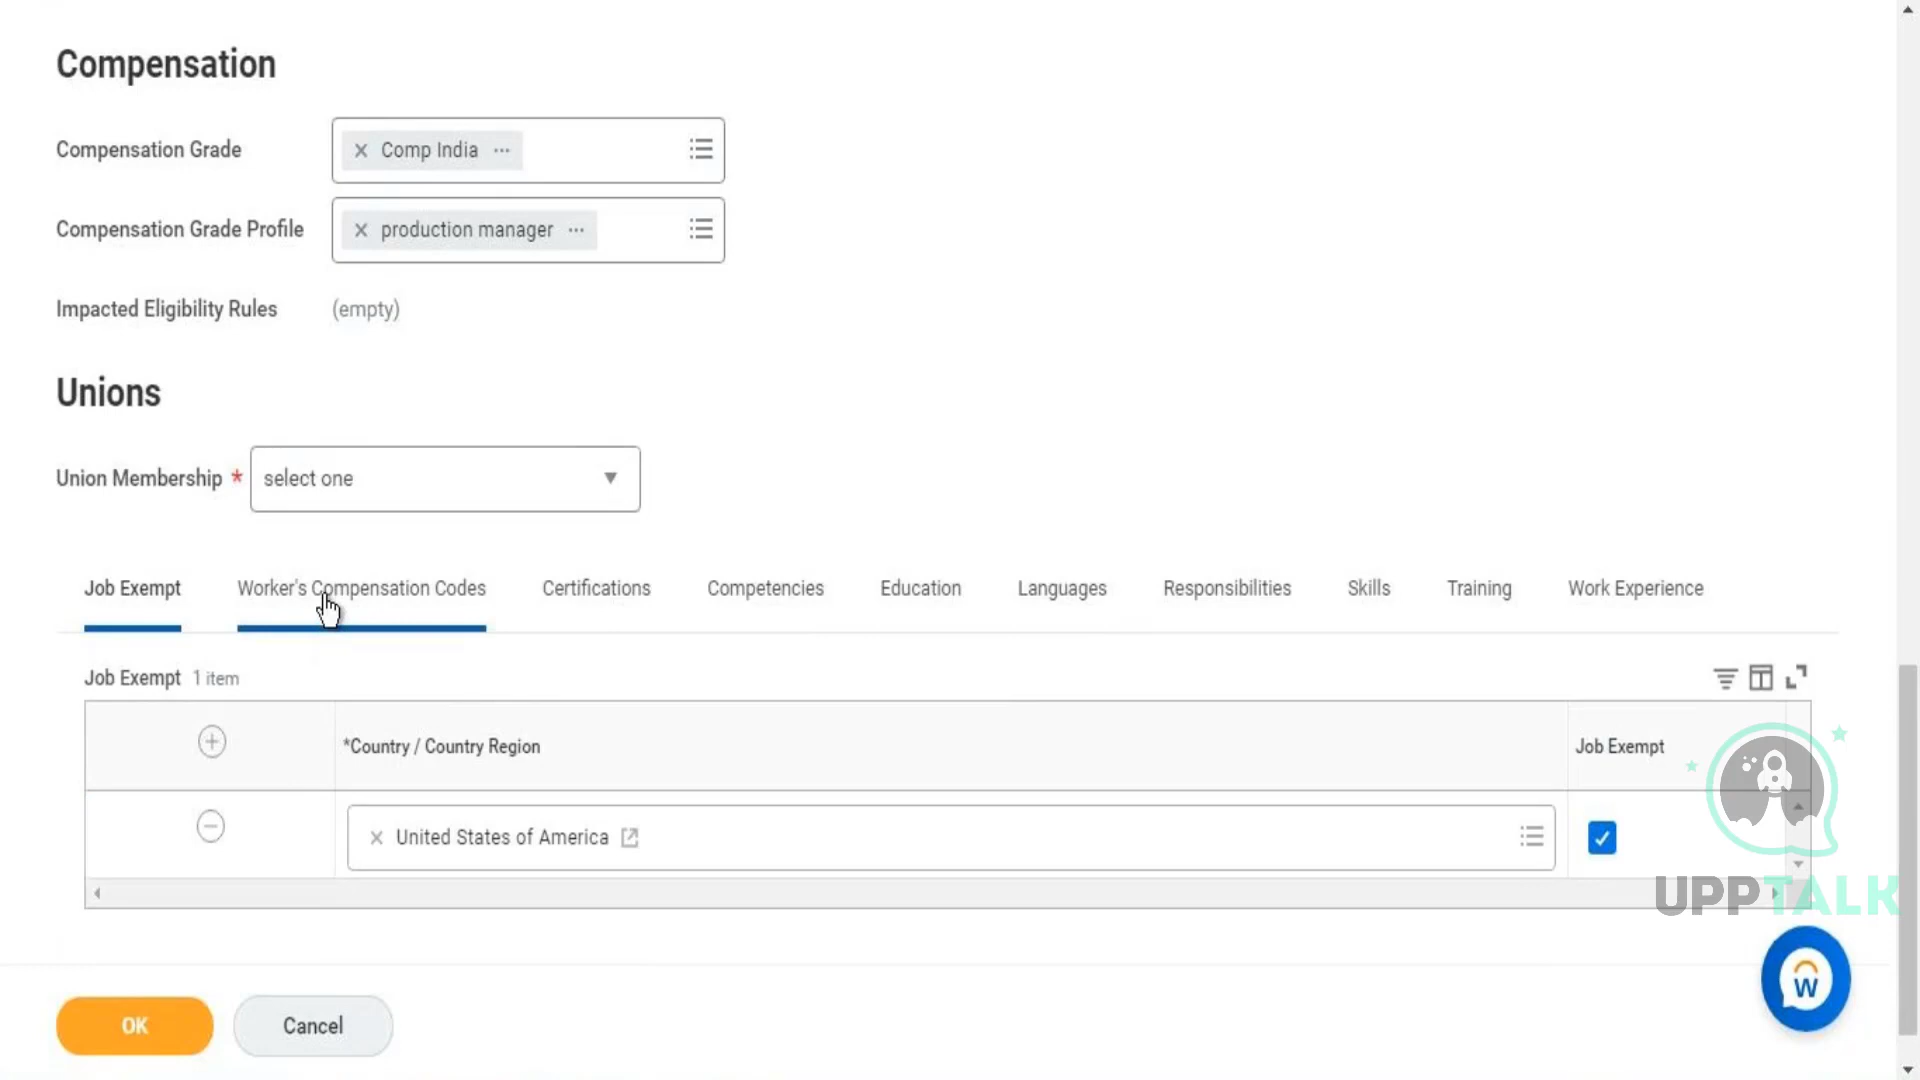 Compensation
Compensation Grade
Comp India
Compensation Grade Profile
production manager
Impacted Eligibility Rules
(empty)
Unions
Union Membership *
select one
Job Exempt Worker's Compensation Codes Certifications Competencies Education Languages Responsibilities Skills Training Work Experience
Job Exempt 1 item
*Country / Country Region Job Exempt
United States of America
UPPTALK
W
OK Cancel